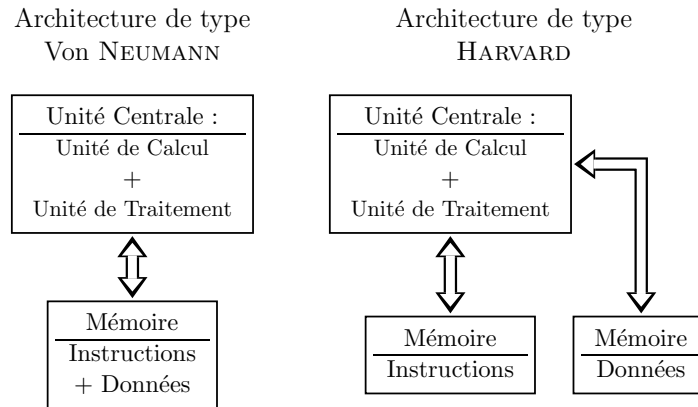 Architecture de type
Von NEUMANN
Unité Centrale :
Unité de Calcul
+
Unité de Traitement
Mémoire
Instructions
+ Données
Architecture de type
HARVARD
Unité Centrale :
Unité de Calcul
+
Unité de Traitement
Mémoire
Instructions
Mémoire
Données